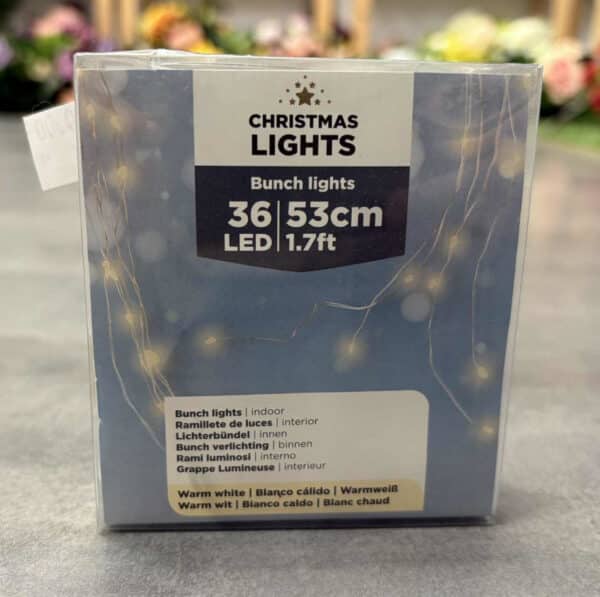 CHRISTMAS
LIGHTS
Bunch lights
36 | 53cm
LED | 1.7ft
Bunch lights | indoor
Ramillete de luces | interior
Lichterbündel | innen
Bunch verlichting | binnen
Rami luminosi | interno
Grappe Lumineuse | interieur
Warm white | Blanco cálido | Warmweiß
Warm wit | Bianco caldo | Blanc chaud